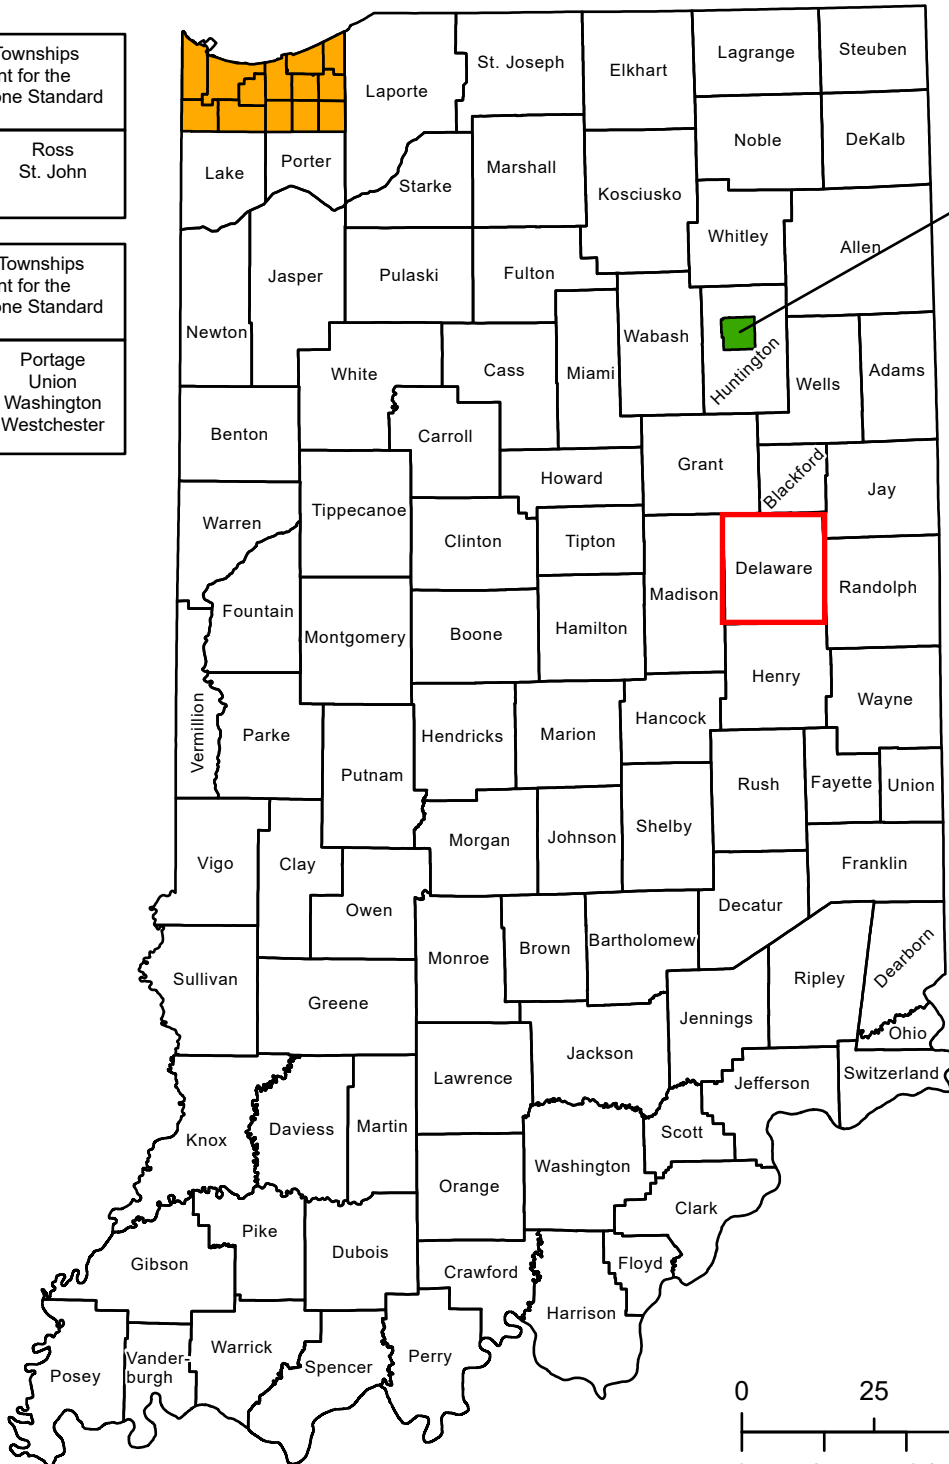 ownships
nt for the
one Standard
Ross
St. John
Townships
nt for the
one Standard
Portage
Union
Washington
Westchester
Lake
Porter
Laporte
St. Joseph
Elkhart
Lagrange
Steuben
Noble
DeKalb
Starke
Marshall
Kosciusko
Whitley
Allen
Newton
Jasper
Pulaski
Fulton
Wabash
Huntington
Wells
Adams
White
Cass
Miami
Benton
Carroll
Howard
Grant
Blackford
Jay
Warren
Tippecanoe
Clinton
Tipton
Madison
Delaware
Randolph
Fountain
Montgomery
Boone
Hamilton
Henry
Wayne
Vermillion
Parke
Putnam
Hendricks
Marion
Hancock
Rush
Fayette
Union
Vigo
Clay
Owen
Morgan
Johnson
Shelby
Decatur
Franklin
Sullivan
Greene
Monroe
Brown
Bartholomew
Jennings
Ripley
Dearborn
Ohio
Switzerland
Knox
Daviess
Martin
Lawrence
Jackson
Jefferson
Scott
Orange
Washington
Clark
Floyd
Gibson
Pike
Dubois
Crawford
Harrison
Posey
Vander-
burgh
Warrick
Spencer
Perry
0 25